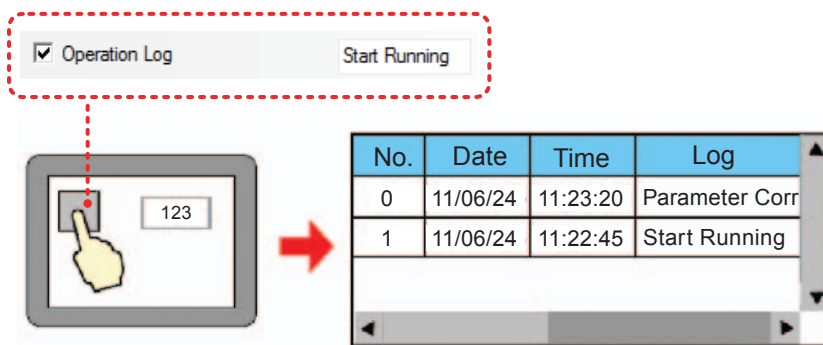 Operation Log Start Running
123
No. Date Time Log
0 11/06/24 11:23:20 Parameter Corr
1 11/06/24 11:22:45 Start Running